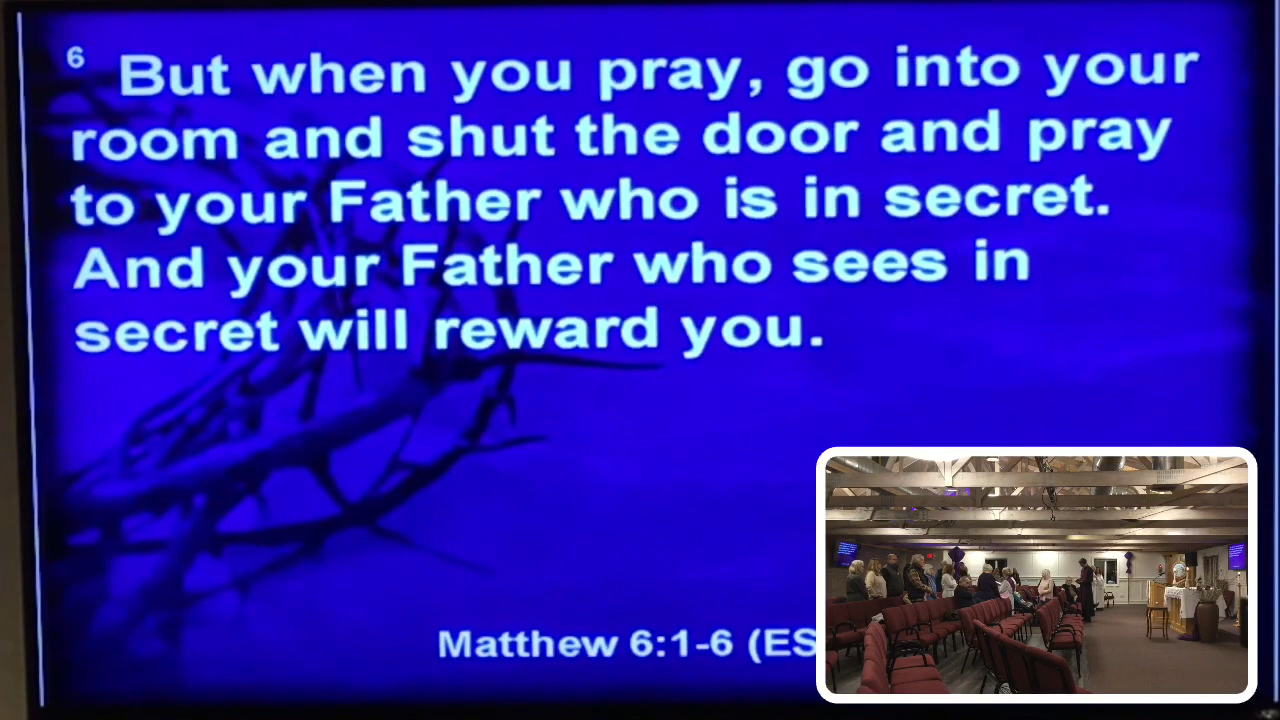 6 But when you pray, go into your
room and shut the door and pray
to your Father who is in secret.
And your Father who sees in
secret will reward you.
Matthew 6:1-6 (ES